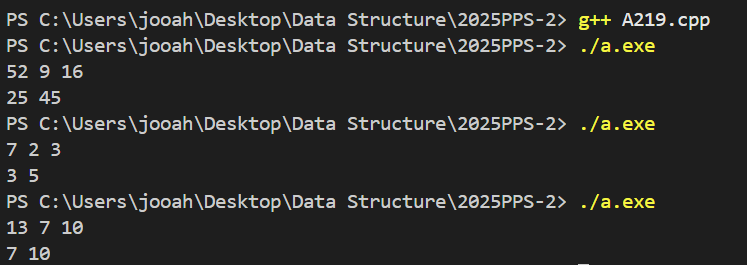 PS C:\Users\jooah\Desktop\Data Structure\2025PPS-2> g++ A219.cpp
PS C:\Users\jooah\Desktop\Data Structure\2025PPS-2> ./a.exe
52 9 16
25 45
PS C:\Users\jooah\Desktop\Data Structure\2025PPS-2> ./a.exe
7 2 3
3 5
PS C:\Users\jooah\Desktop\Data Structure\2025PPS-2> ./a.exe
13 7 10
7 10